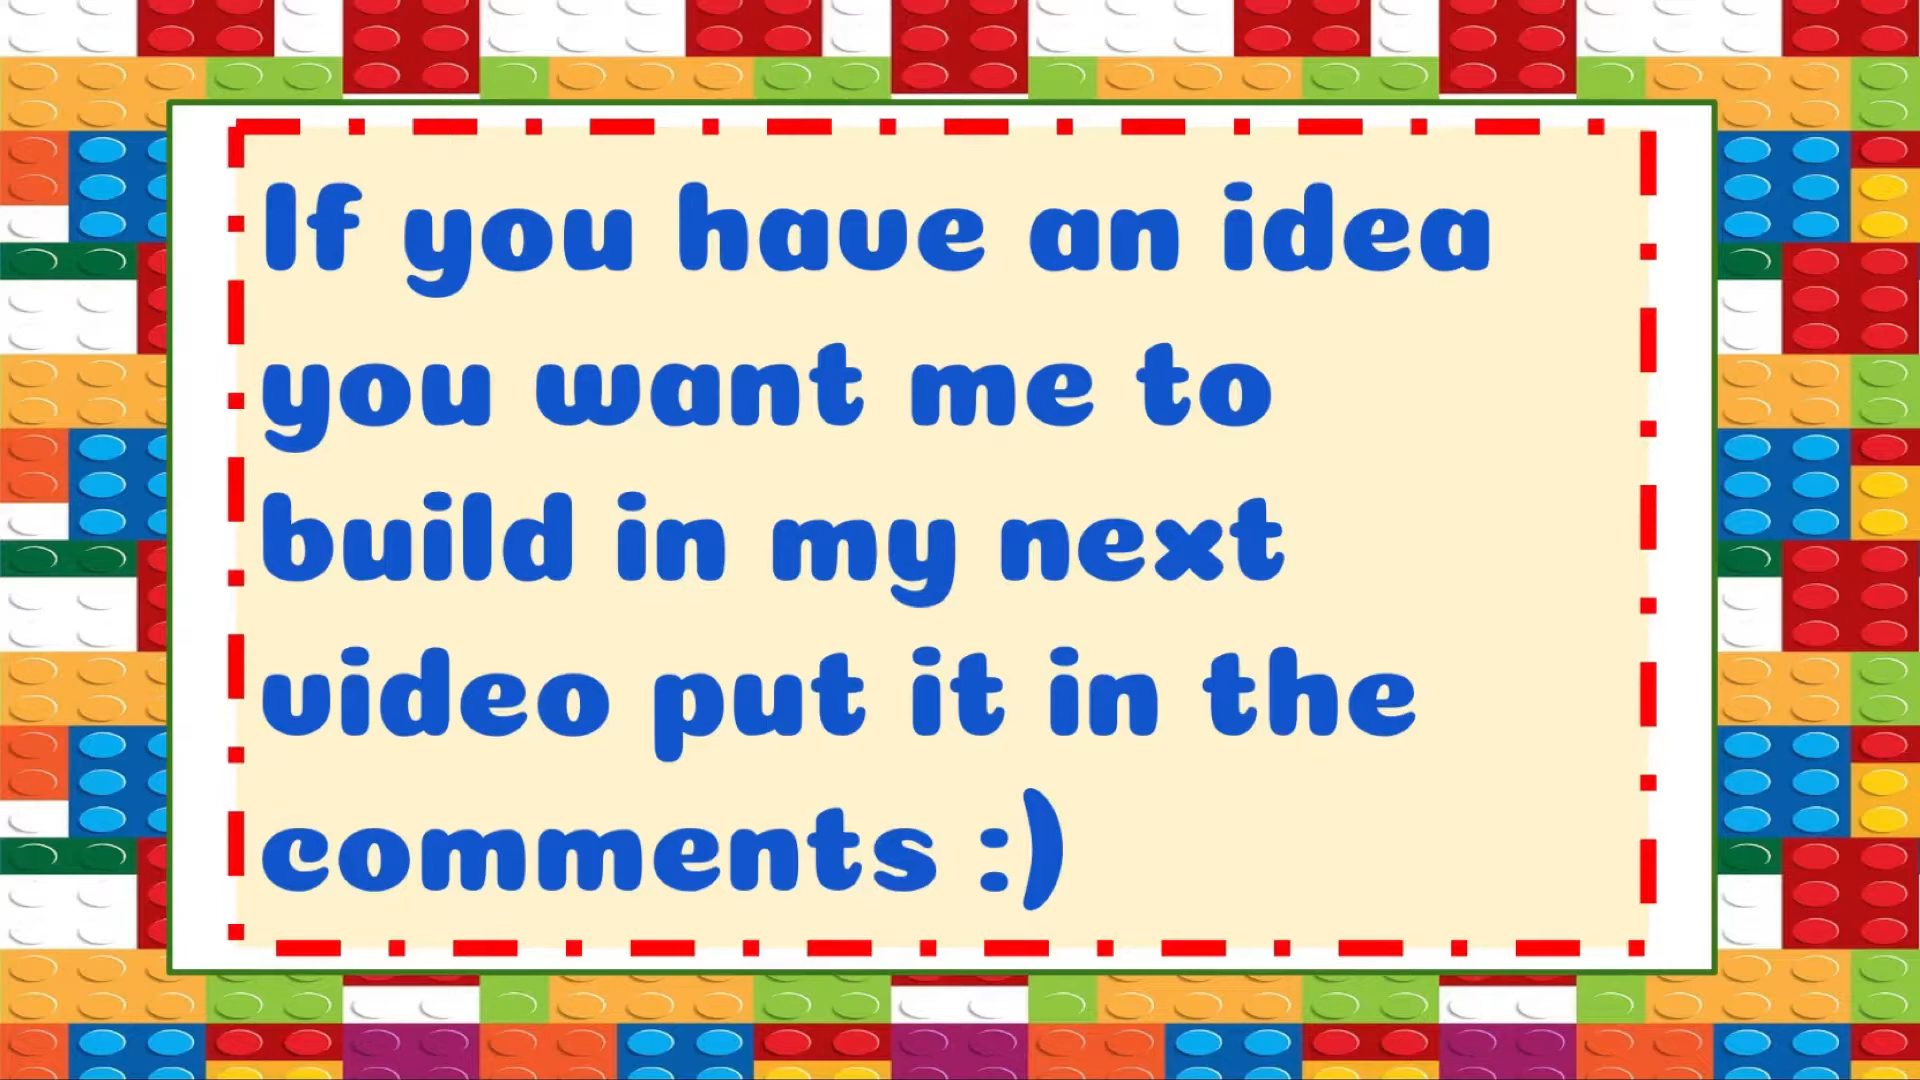 If you have an idea
you want me to
build in my next
video put it in the
comments :)